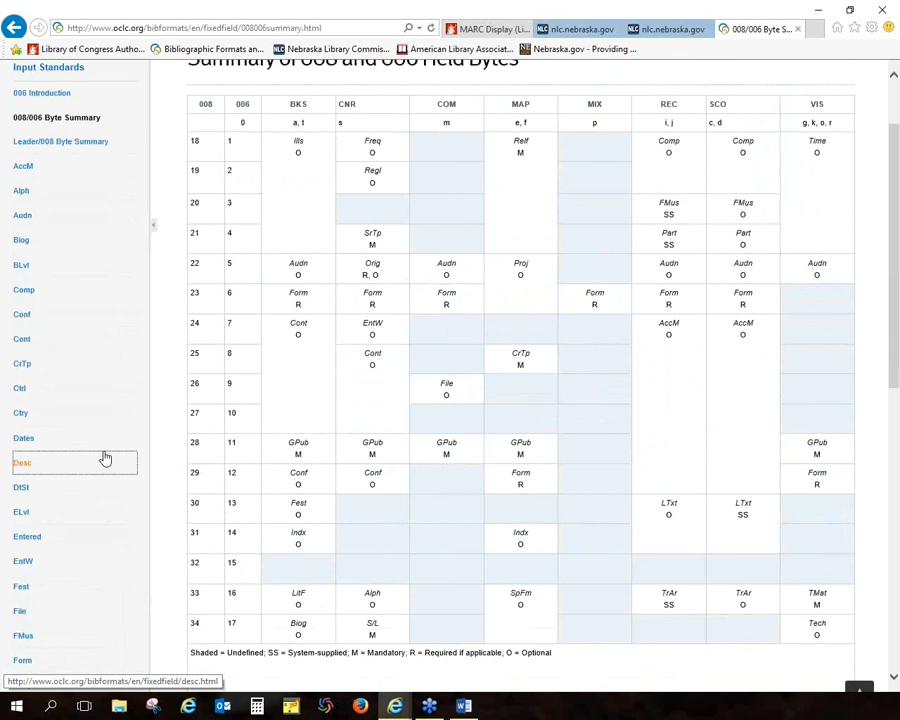 http://www.oclc.org/bibformats/en/fixedfield/008006summary.html
MARC Display (Li...
nlc.nebraska.gov
nlc.nebraska.gov
008/006 Byte S...
Library of Congress Autho...
Bibliographic Formats an...
Nebraska Library Commis...
American Library Associat...
Nebraska.gov - Providing ...
Input Standards
006 Introduction
008/006 Byte Summary
Leader/008 Byte Summary
AccM
Alph
Audn
Biog
BLvl
Comp
Conf
Cont
CrTp
Ctrl
Ctry
Dates
Desc
DtSt
ELvl
Entered
EntW
Fest
File
FMus
Form
Summary of 008 and 006 Field Bytes
008 006 BKS CNR COM MAP MIX REC SCO VIS
0 a, t s m e, f p i, j c, d g, k, o, r
18 1 Ills Freq Relf Comp Comp Time
O O M O O O
19 2 Regl
O
20 3 FMus FMus
SS O
21 4 SrTp Part Part
M SS O
22 5 Audn Orig Audn Proj Audn Audn Audn
O R, O O O O O O
23 6 Form Form Form Form Form Form
R R R R R R
24 7 Cont EntW AccM AccM
O O O O
25 8 Cont CrTp
O M
26 9 File
O
27 10
28 11 GPub GPub GPub GPub GPub
M M M M M
29 12 Conf Conf Form Form
O O R R
30 13 Fest LTxt LTxt
O O SS
31 14 Indx Indx
O O
32 15
33 16 LitF Alph SpFm TrAr TrAr TMat
O O O SS O M
34 17 Biog S/L Tech
O M O
Shaded = Undefined; SS = System-supplied; M = Mandatory; R = Required if applicable; O = Optional
http://www.oclc.org/bibformats/en/fixedfield/desc.html